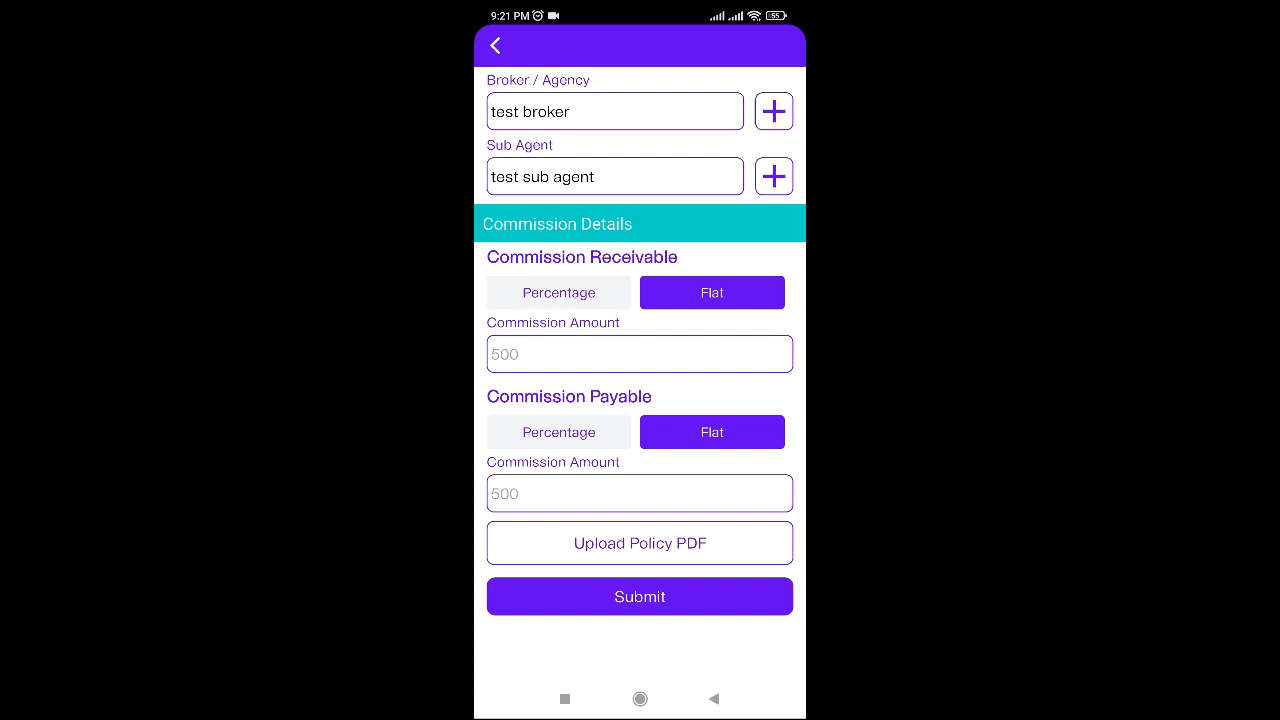 9:21 PM
55
Broker / Agency
test broker
Sub Agent
test sub agent
Commission Details
Commission Receivable
Percentage Flat
Commission Amount
500
Commission Payable
Percentage Flat
Commission Amount
500
Upload Policy PDF
Submit